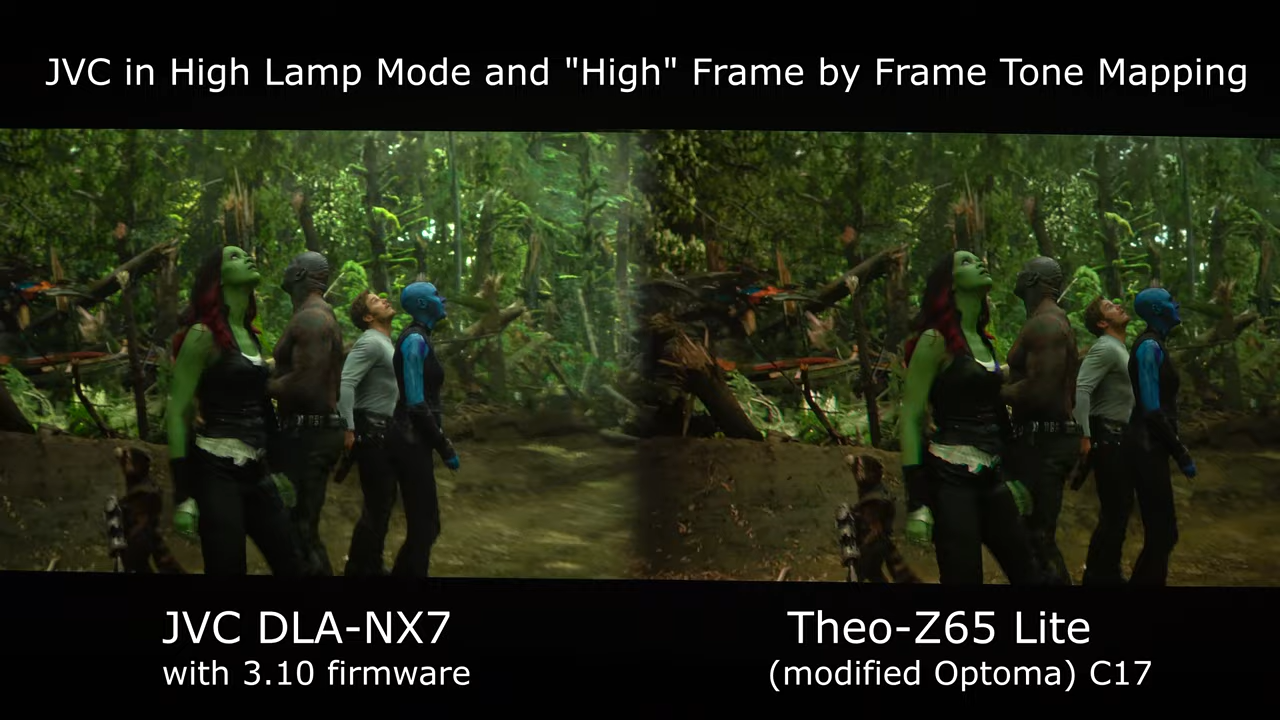 JVC in High Lamp Mode and "High" Frame by Frame Tone Mapping
JVC DLA-NX7
with 3.10 firmware
Theo-Z65 Lite
(modified Optoma) C17